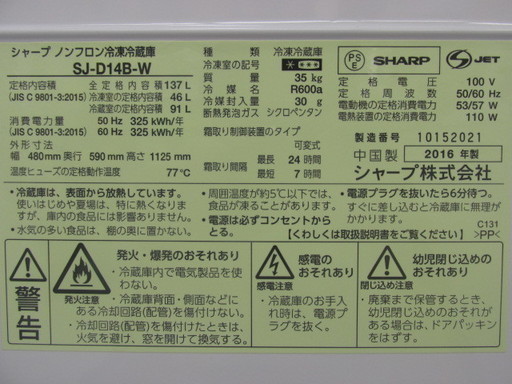 シャープ ノンフロン冷凍冷蔵庫
SJ-D14B-W
定格内容積 全定格内容積 137 L
(JIS C 9801-3:2015) 冷凍室の定格内容積 46 L
定格内容積 冷蔵室の定格内容積 91 L
消費電力量 50 Hz 325 kWh/年
(JIS C 9801-3:2015) 60 Hz 325 kWh/年
外形寸法
幅 480mm 奥行 590mm 高さ 1125 mm
温度ヒューズの定格動作温度 77℃
種類 冷凍冷蔵庫
冷凍室の記号
質量 35 kg
冷媒 R600a
冷媒封入量 30 g
断熱発泡ガス シクロペンタン
霜取り制御装置のタイプ
可変式
霜取り間隔 最長 24 時間
最短 7 時間
PS
E
SHARP
S JET
定格電圧 100 V
定格周波数 50/60 Hz
電動機の定格消費電力 53/57 W
電熱装置の定格消費電力 110 W
製造番号 10152021
中国製 2016 年製
シャープ株式会社
•冷蔵庫は、表面から放熱しています。
使いはじめや夏場は、特に熱くなりますが、庫内の食品には影響ありません。
•水気の多い食品は、棚の奥に置かない。
•周囲温度が約5℃以下では、食品が凍ることがあります。
•電源は必ずコンセントからとる。
•電源プラグを抜いたら6分待つ。
すぐに差し込むと冷蔵庫に無理がかかります。
【くわしくは取扱説明書をご覧ください】
C131
>PP<
警告
発火・爆発のおそれあり
発火注意
・冷蔵庫内で電気製品を使わない。
・冷蔵庫背面・側面などにある冷却回路(配管)を傷付けない。
・冷却回路(配管)を傷付けたときは、火気を避け、窓を開けて換気する。
感電のおそれあり
感電注意
・冷蔵庫のお手入れ時は、電源プラグを抜く。
幼児閉じ込めのおそれあり
閉じ込め注意
・廃棄まで保管するとき、幼児閉じ込めのおそれがある場合は、ドアパッキンをはずす。